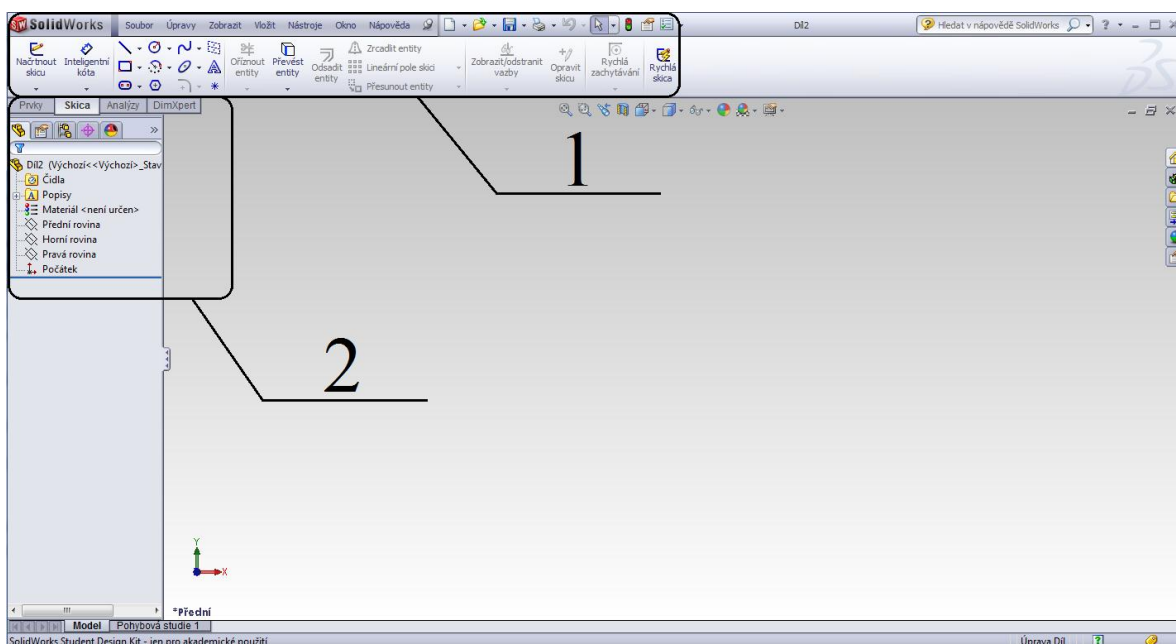 SolidWorks Soubor Úpravy Zobrazit Vložit Nástroje Okno Nápověda Díl2 Hledat v nápovědě SolidWorks
Načrtnout skicu
Inteligentní kóta
Oříznout entity
Převést entity
Odsadit entity
Zrcadlit entity
Lineární pole skici
Přesunout entity
Zobrazit/odstranit vazby
Opravit skicu
Rychlá zachytávání
Rychlá skica
Prvky Skica Analýzy DimXpert
1
Díl2 (Výchozí<<Výchozí>_Stav
Čidla
Popisy
Materiál <není určen>
Přední rovina
Horní rovina
Pravá rovina
Počátek
2
Y
X
*Přední
Model Pohybová studie 1
SolidWorks Student Design Kit - jen pro akademické použití Úprava Díl